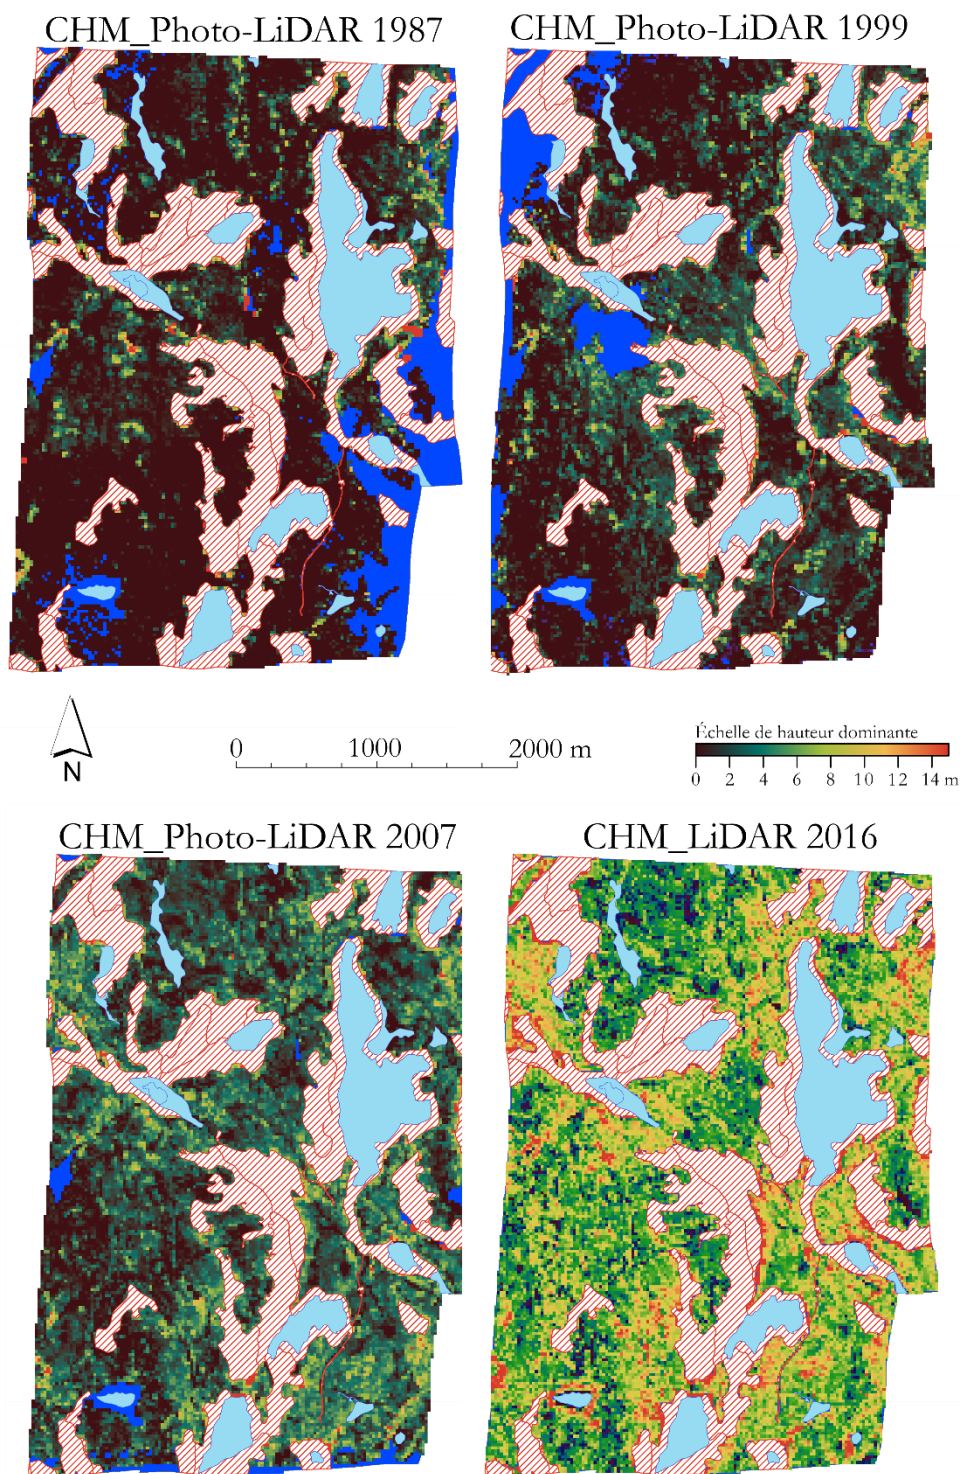 CHM_Photo-LiDAR 1987
CHM_Photo-LiDAR 1999
N
0 1000 2000 m
Échelle de hauteur dominante
0 2 4 6 8 10 12 14 m
CHM_Photo-LiDAR 2007
CHM_LiDAR 2016